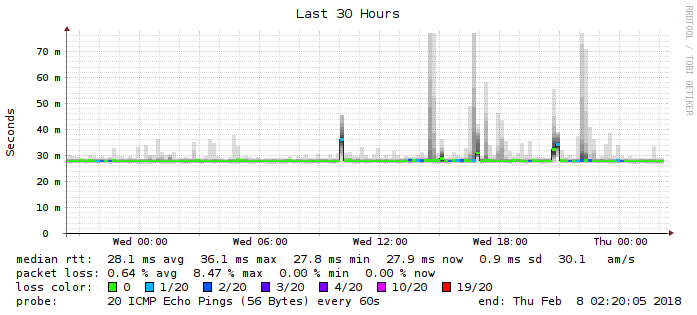 Last 30 Hours
RRDTOOL / TOBI OETIKER
Seconds
70 m
60 m
50 m
40 m
30 m
20 m
10 m
0
Wed 00:00 Wed 06:00 Wed 12:00 Wed 18:00 Thu 00:00
median rtt: 28.1 ms avg 36.1 ms max 27.8 ms min 27.9 ms now 0.9 ms sd 30.1 am/s
packet loss: 0.64 % avg 8.47 % max 0.00 % min 0.00 % now
loss color: 0 1/20 2/20 3/20 4/20 10/20 19/20
probe: 20 ICMP Echo Pings (56 Bytes) every 60s end: Thu Feb 8 02:20:05 2018